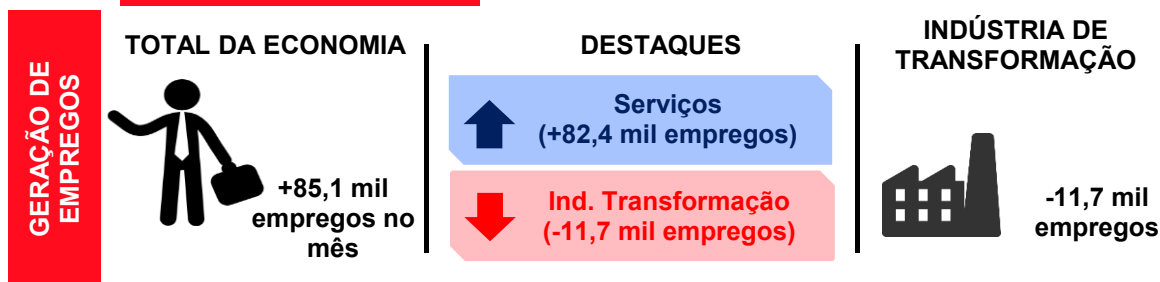 GERAÇÃO DE
EMPREGOS
TOTAL DA ECONOMIA
+85,1 mil
empregos no
mês
DESTAQUES
Serviços
(+82,4 mil empregos)
Ind. Transformação
(-11,7 mil empregos)
INDÚSTRIA DE
TRANSFORMAÇÃO
-11,7 mil
empregos